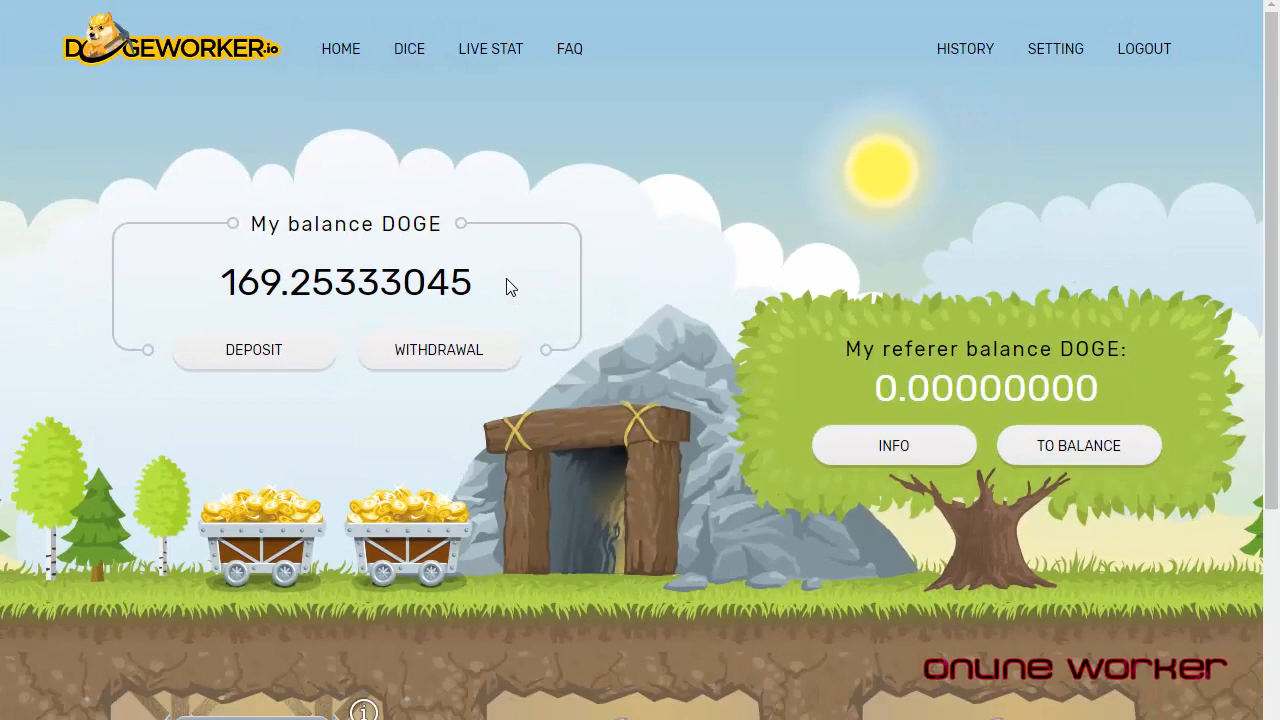 DOGEWORKER.io
HOME DICE LIVE STAT FAQ
HISTORY SETTING LOGOUT
My balance DOGE
169.25333045
DEPOSIT WITHDRAWAL
My referer balance DOGE:
0.00000000
INFO TO BALANCE
ONLINE WORKER
i